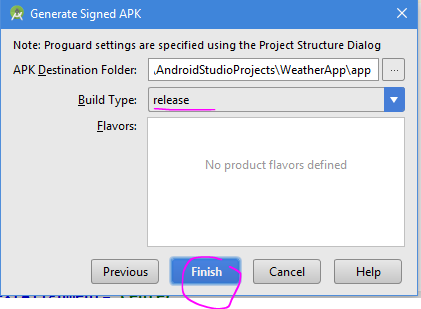 Generate Signed APK
Note: Proguard settings are specified using the Project Structure Dialog
APK Destination Folder: \AndroidStudioProjects\WeatherApp\app ...
Build Type: release
Flavors:
No product flavors defined
Previous Finish Cancel Help